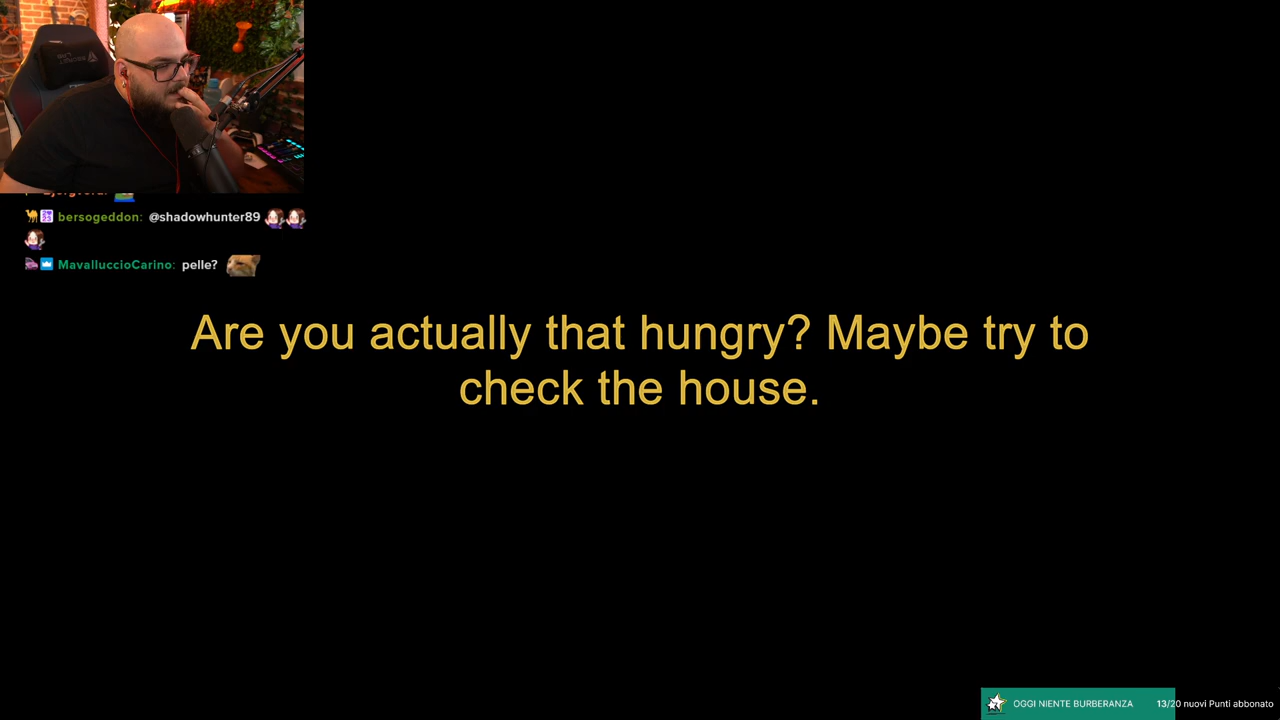 bersogeddon: @shadowhunter89
MavalluccioCarino: pelle?
Are you actually that hungry? Maybe try to
check the house.
OGGI NIENTE BURBERANZA 13/20 nuovi Punti abbonato